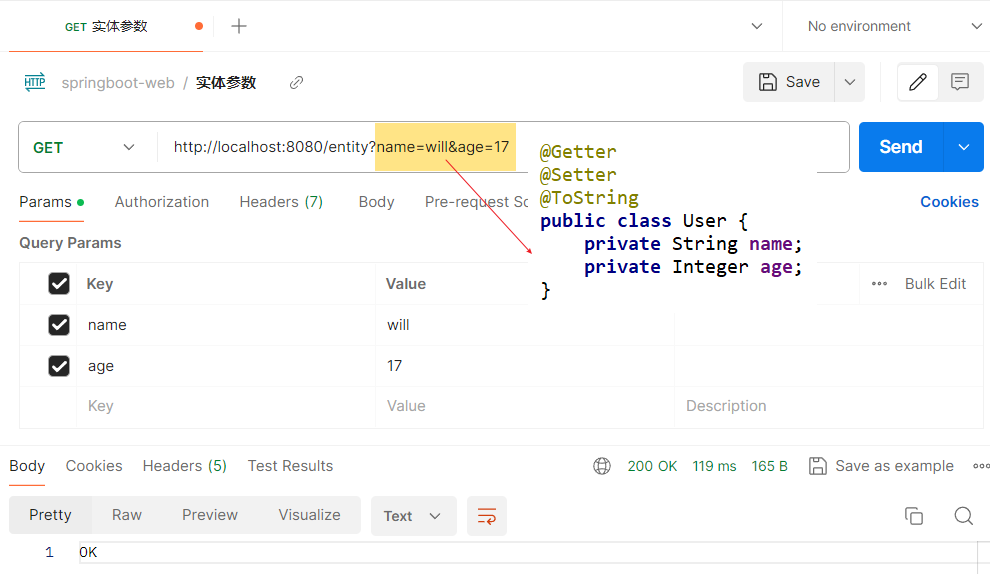 GET 实体参数
No environment
HTTP springboot-web / 实体参数
Save
GET http://localhost:8080/entity?name=will&age=17
Send
@Getter
@Setter
@ToString
public class User {
private String name;
private Integer age;
}
Params Authorization Headers (7) Body Pre-request Sc
Cookies
Query Params
Key Value
Bulk Edit
name will
age 17
Key Value Description
Body Cookies Headers (5) Test Results
200 OK 119 ms 165 B Save as example
Pretty Raw Preview Visualize Text
1 OK